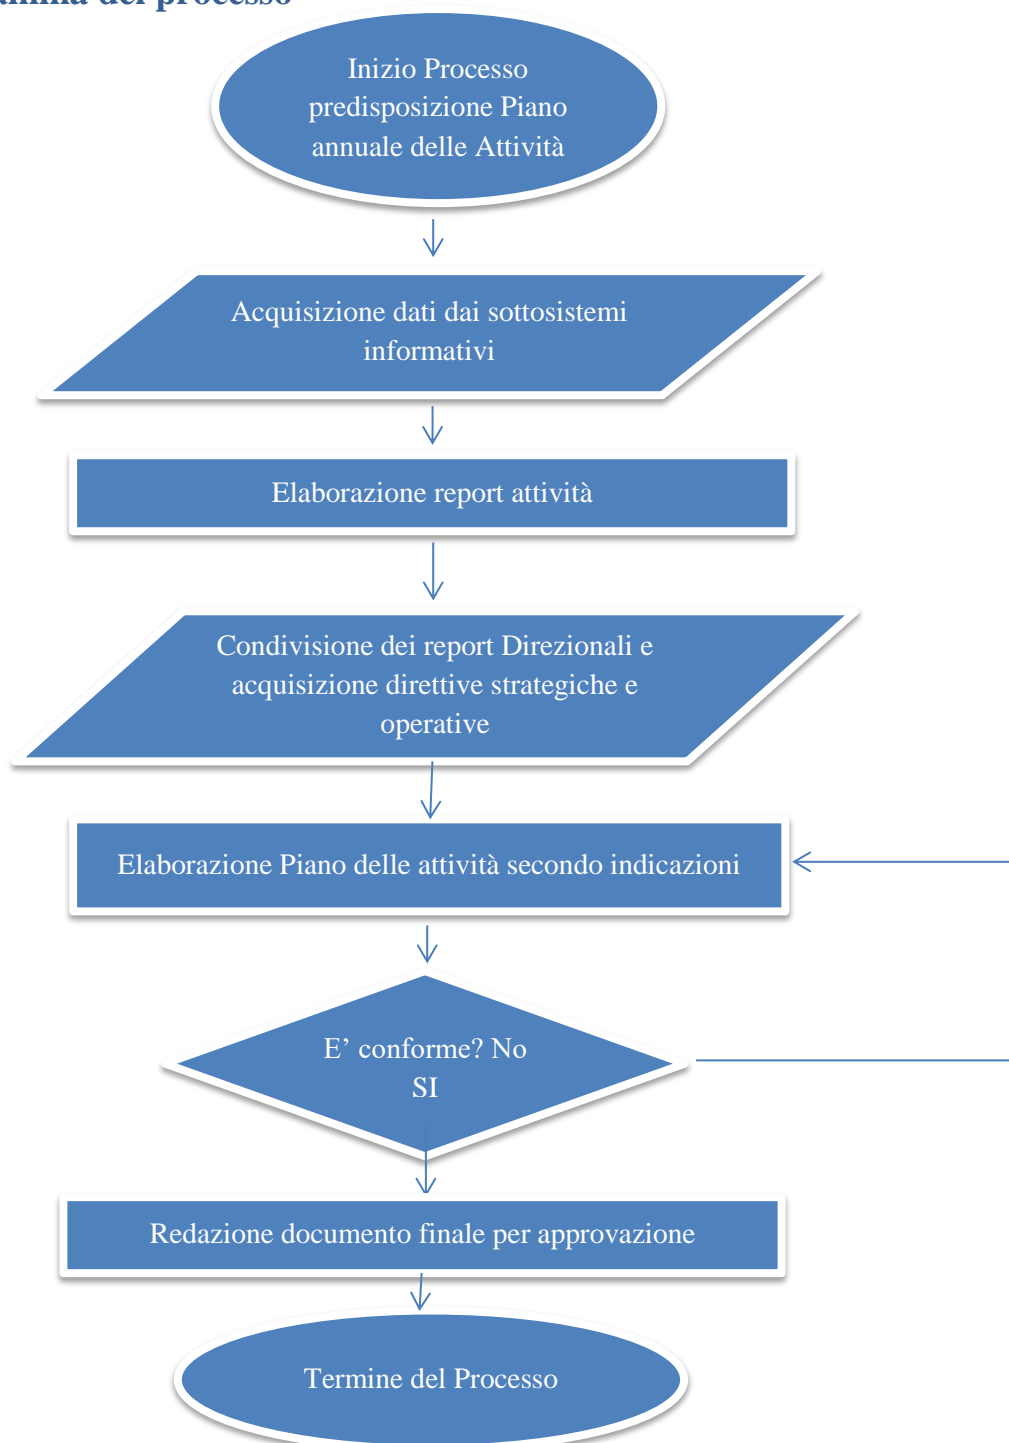 del processo
Inizio Processo
predisposizione Piano
annuale delle Attività
Acquisizione dati dai sottosistemi
informativi
Elaborazione report attività
Condivisione dei report Direzionali e
acquisizione direttive strategiche e
operative
Elaborazione Piano delle attività secondo indicazioni
E’ conforme? No
SI
Redazione documento finale per approvazione
Termine del Processo